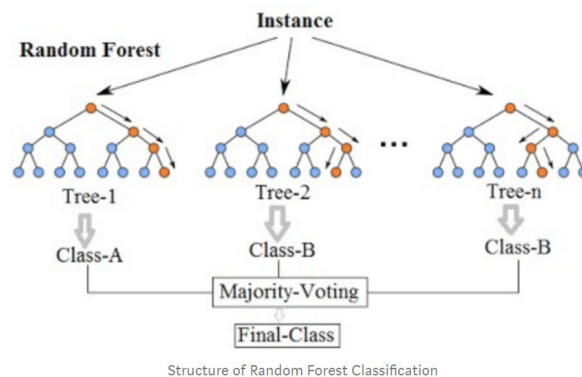 Instance
Random Forest
...
Tree-1 Tree-2 Tree-n
Class-A Class-B Class-B
Majority-Voting
Final-Class
Structure of Random Forest Classification